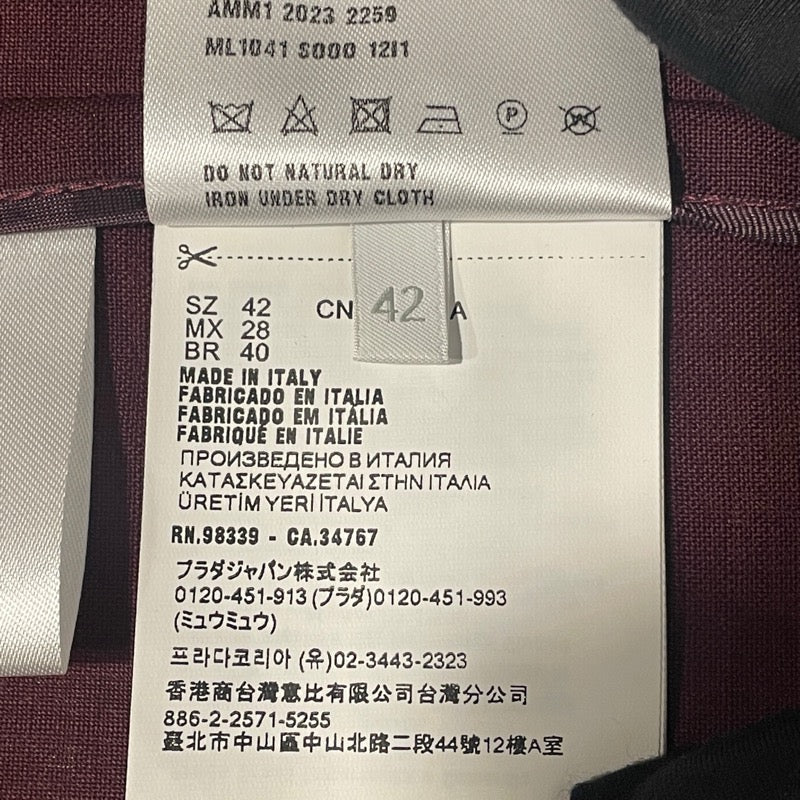 AMM1 2023 2259
ML1041 S000 12I1
P
W
DO NOT NATURAL DRY
IRON UNDER DRY CLOTH
SZ 42 CN A
42
MX 28
BR 40
MADE IN ITALY
FABRICADO EN ITALIA
FABRICADO EM ITÁLIA
FABRIQUÉ EN ITALIE
ПРОИЗВЕДЕНО В ИТАЛИЯ
ΚΑΤΑΣΚΕΥΑΖΕΤΑΙ ΣΤΗΝ ΙΤΑΛΙΑ
ÜRETİM YERİ İTALYA
RN.98339 - CA.34767
プラダジャパン株式会社
0120-451-913 (プラダ)0120-451-993
(ミュウミュウ)
프라다코리아 (유)02-3443-2323
香港商台灣意比有限公司台灣分公司
886-2-2571-5255
臺北市中山區中山北路二段44號12樓A室